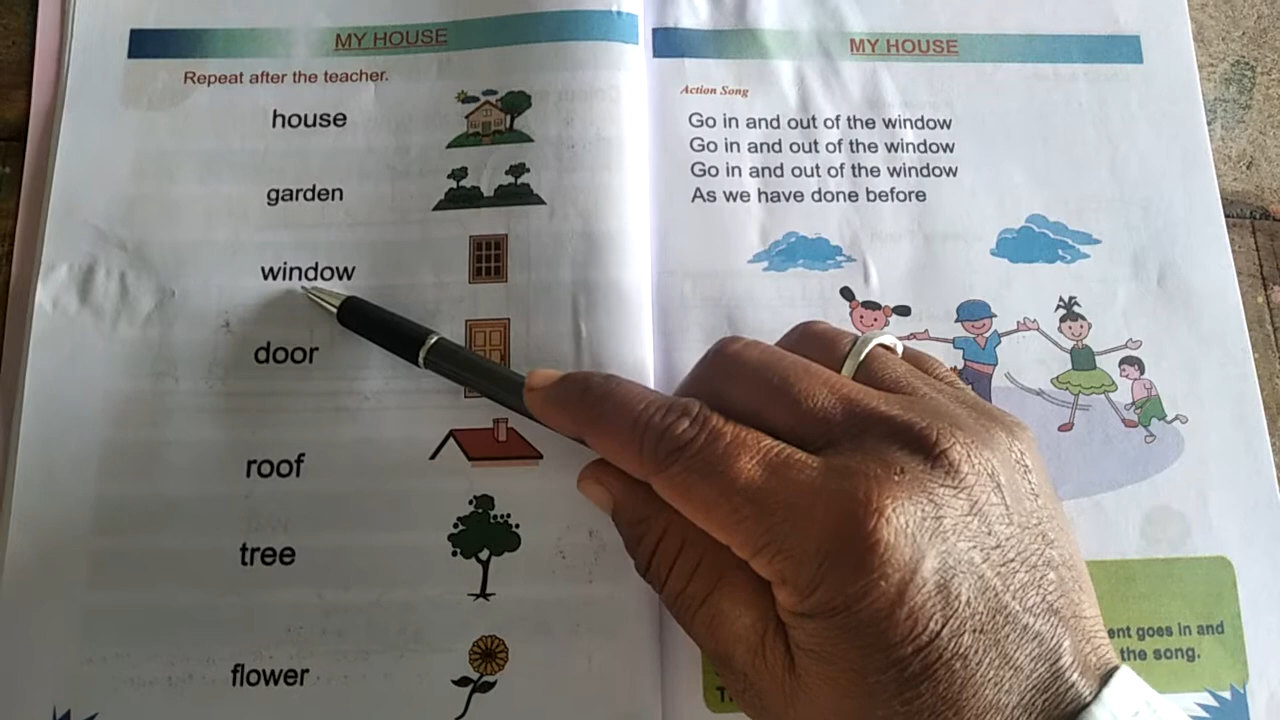 MY HOUSE
Repeat after the teacher.
house
garden
window
door
roof
tree
flower
MY HOUSE
Action Song
Go in and out of the window
Go in and out of the window
Go in and out of the window
As we have done before
goes in and
the song.